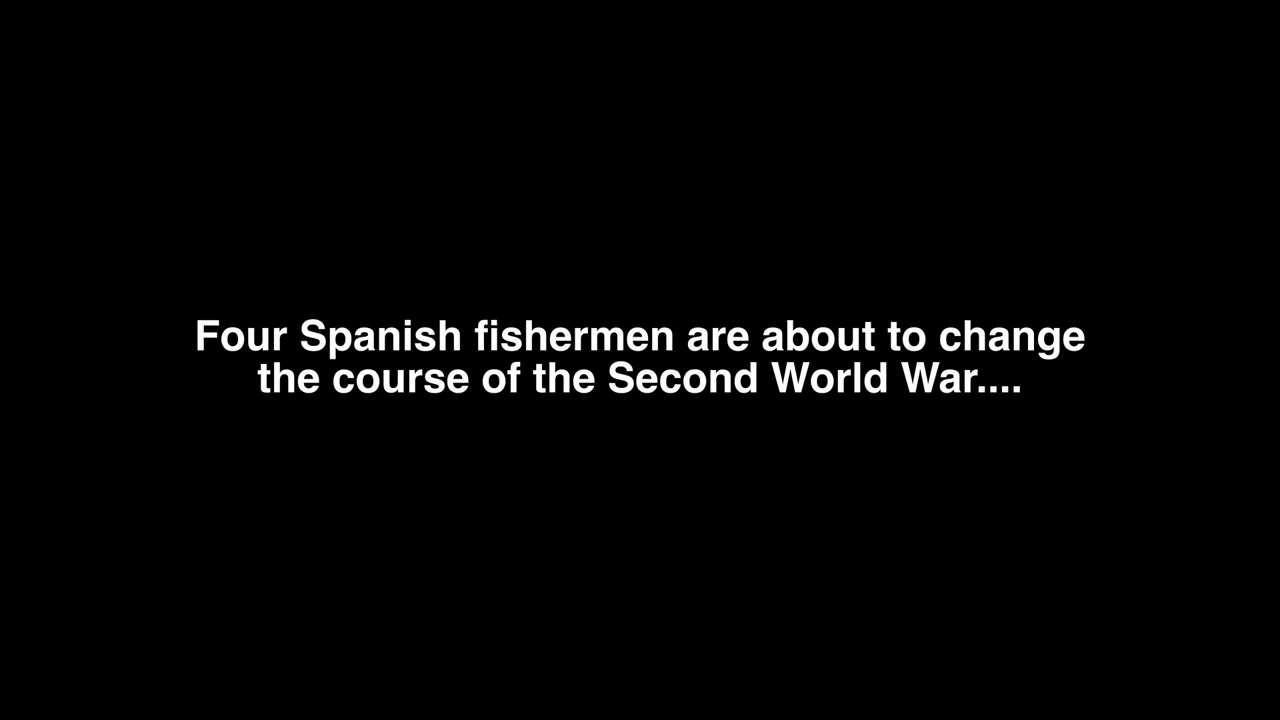 Four Spanish fishermen are about to change
the course of the Second World War....